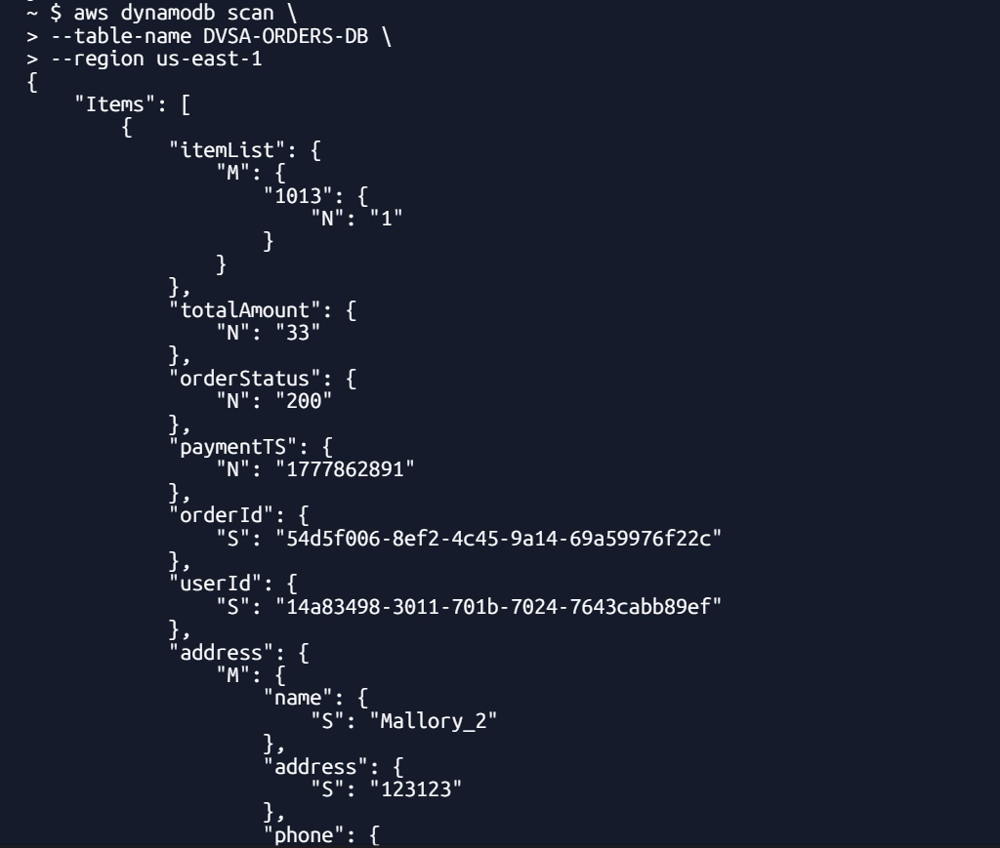 ~ $ aws dynamodb scan \
> --table-name DVSA-ORDERS-DB \
> --region us-east-1
{
    "Items": [
        {
            "itemList": {
                "M": {
                    "1013": {
                        "N": "1"
                    }
                }
            },
            "totalAmount": {
                "N": "33"
            },
            "orderStatus": {
                "N": "200"
            },
            "paymentTS": {
                "N": "1777862891"
            },
            "orderId": {
                "S": "54d5f006-8ef2-4c45-9a14-69a59976f22c"
            },
            "userId": {
                "S": "14a83498-3011-701b-7024-7643cabb89ef"
            },
            "address": {
                "M": {
                    "name": {
                        "S": "Mallory_2"
                    },
                    "address": {
                        "S": "123123"
                    },
                    "phone": {